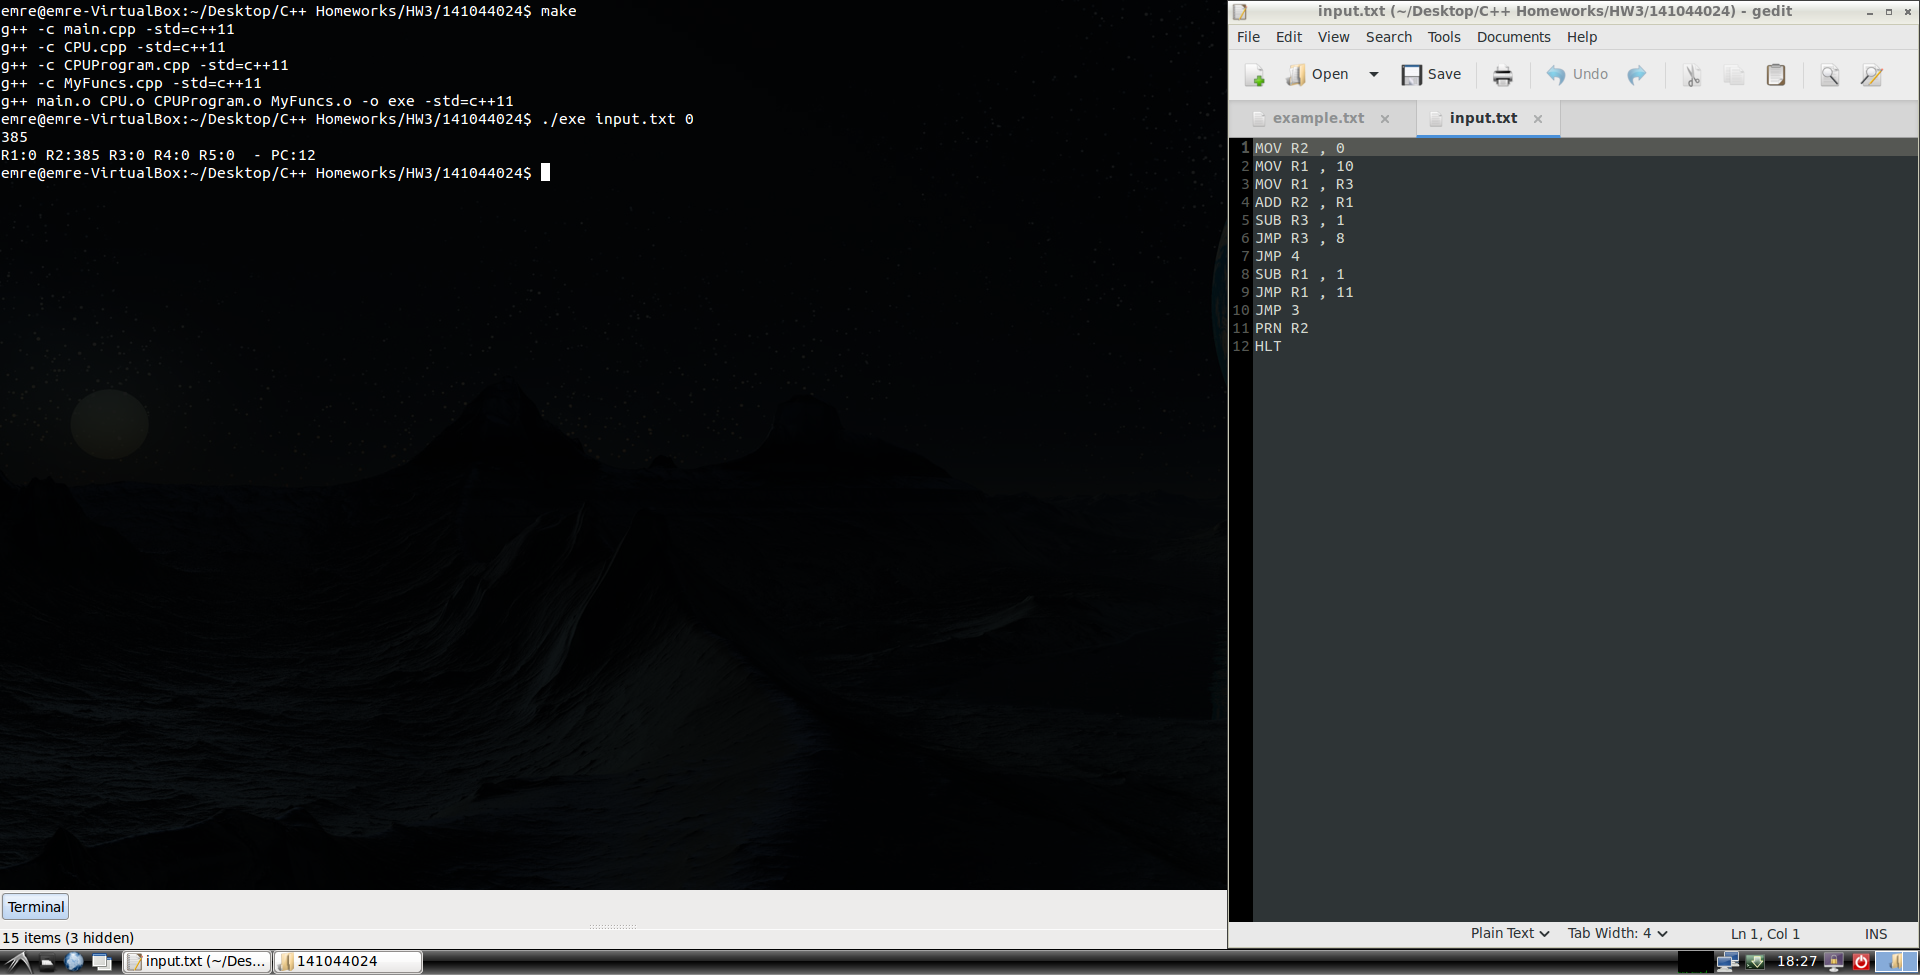 emre@emre-VirtualBox:~/Desktop/C++ Homeworks/HW3/141044024$ make
g++ -c main.cpp -std=c++11
g++ -c CPU.cpp -std=c++11
g++ -c CPUProgram.cpp -std=c++11
g++ -c MyFuncs.cpp -std=c++11
g++ main.o CPU.o CPUProgram.o MyFuncs.o -o exe -std=c++11
emre@emre-VirtualBox:~/Desktop/C++ Homeworks/HW3/141044024$ ./exe input.txt 0
385
R1:0 R2:385 R3:0 R4:0 R5:0  - PC:12
emre@emre-VirtualBox:~/Desktop/C++ Homeworks/HW3/141044024$
Terminal
15 items (3 hidden)
input.txt (~/Desktop/C++ Homeworks/HW3/141044024) - gedit
File Edit View Search Tools Documents Help
Open Save Undo
example.txt input.txt
1 MOV R2 , 0
2 MOV R1 , 10
3 MOV R1 , R3
4 ADD R2 , R1
5 SUB R3 , 1
6 JMP R3 , 8
7 JMP 4
8 SUB R1 , 1
9 JMP R1 , 11
10 JMP 3
11 PRN R2
12 HLT
Plain Text Tab Width: 4 Ln 1, Col 1 INS
input.txt (~/Des... 141044024 18:27